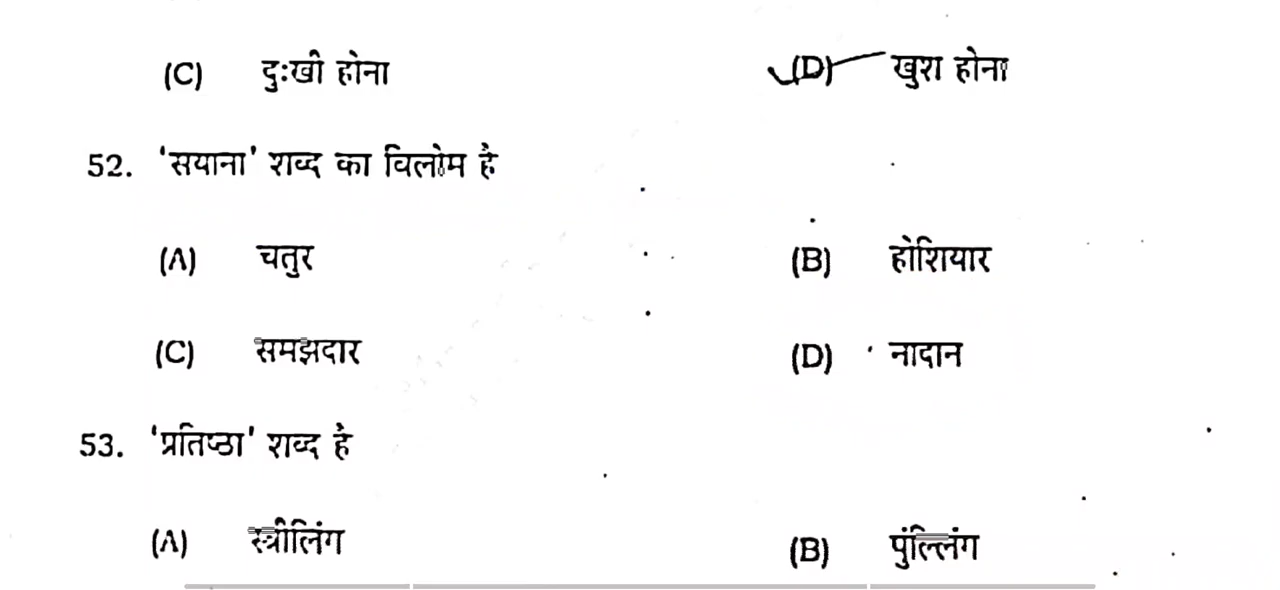 (C) दुःखी होना (D) खुश होना
52. 'सयाना' शब्द का विलोम है
(A) चतुर (B) होशियार
(C) समझदार (D) नादान
53. 'प्रतिष्ठा' शब्द है
(A) स्त्रीलिंग (B) पुंल्लिंग